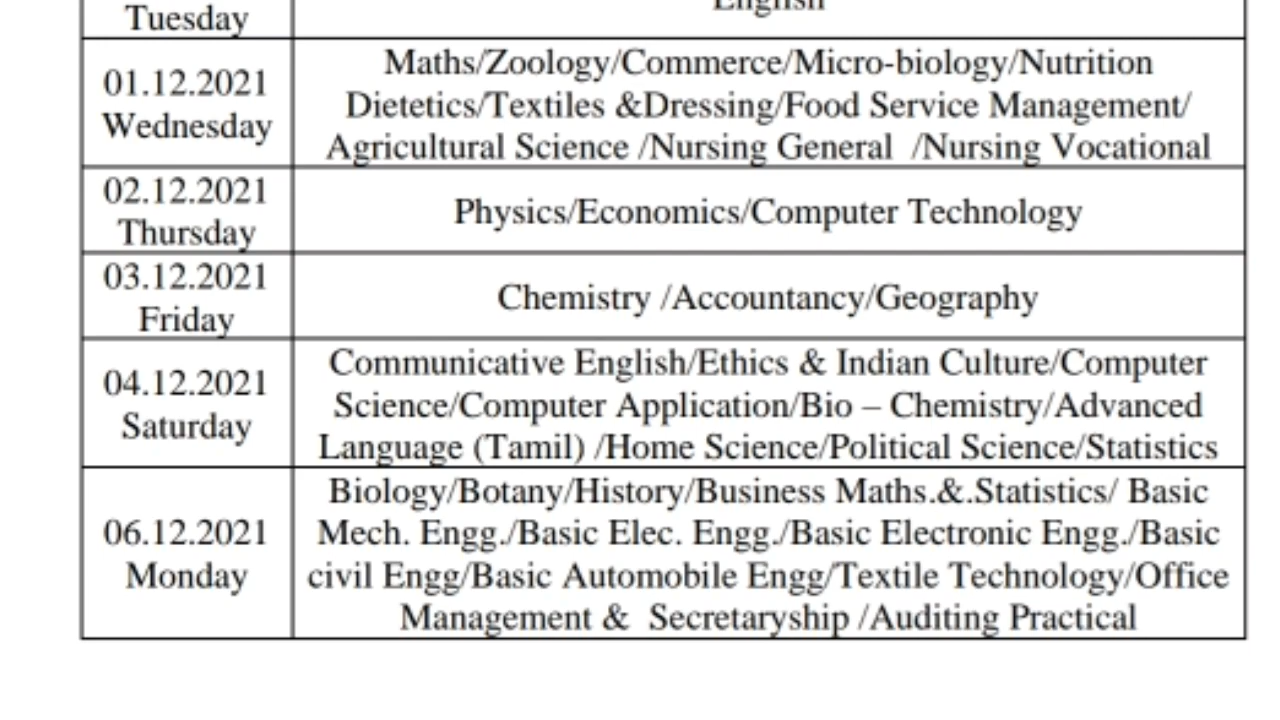 English
Tuesday
01.12.2021
Wednesday
Maths/Zoology/Commerce/Micro-biology/Nutrition
Dietetics/Textiles &Dressing/Food Service Management/
Agricultural Science /Nursing General /Nursing Vocational
02.12.2021
Thursday
Physics/Economics/Computer Technology
03.12.2021
Friday
Chemistry /Accountancy/Geography
04.12.2021
Saturday
Communicative English/Ethics & Indian Culture/Computer
Science/Computer Application/Bio – Chemistry/Advanced
Language (Tamil) /Home Science/Political Science/Statistics
06.12.2021
Monday
Biology/Botany/History/Business Maths.&.Statistics/ Basic
Mech. Engg./Basic Elec. Engg./Basic Electronic Engg./Basic
civil Engg/Basic Automobile Engg/Textile Technology/Office
Management & Secretaryship /Auditing Practical